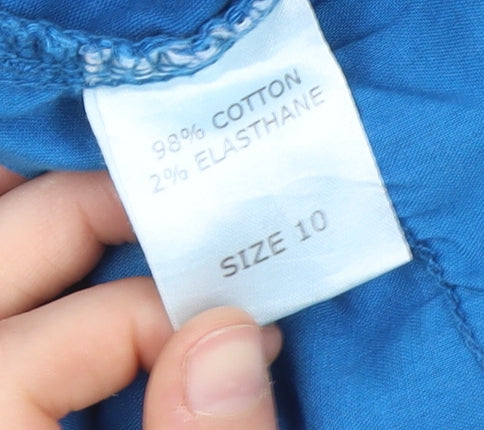 98% COTTON
2% ELASTHANE
SIZE 10